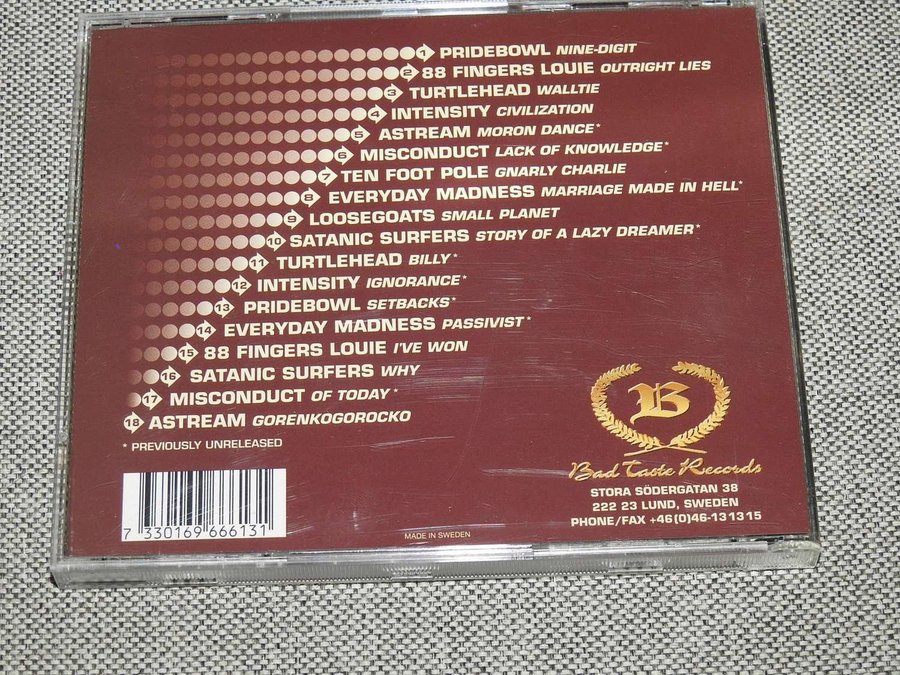 1 PRIDEBOWL NINE-DIGIT
2 88 FINGERS LOUIE OUTRIGHT LIES
3 TURTLEHEAD WALLTIE
4 INTENSITY CIVILIZATION
5 ASTREAM MORON DANCE*
6 MISCONDUCT LACK OF KNOWLEDGE*
7 TEN FOOT POLE GNARLY CHARLIE
8 EVERYDAY MADNESS MARRIAGE MADE IN HELL*
9 LOOSEGOATS SMALL PLANET
10 SATANIC SURFERS STORY OF A LAZY DREAMER*
11 TURTLEHEAD BILLY*
12 INTENSITY IGNORANCE*
13 PRIDEBOWL SETBACKS*
14 EVERYDAY MADNESS PASSIVIST*
15 88 FINGERS LOUIE I'VE WON
16 SATANIC SURFERS WHY
17 MISCONDUCT OF TODAY*
18 ASTREAM GORENKOGOROCKO
* PREVIOUSLY UNRELEASED
7 330169 666131
MADE IN SWEDEN
B
Bad Taste Records
STORA SÖDERGATAN 38
222 23 LUND, SWEDEN
PHONE/FAX +46(0)46-131315